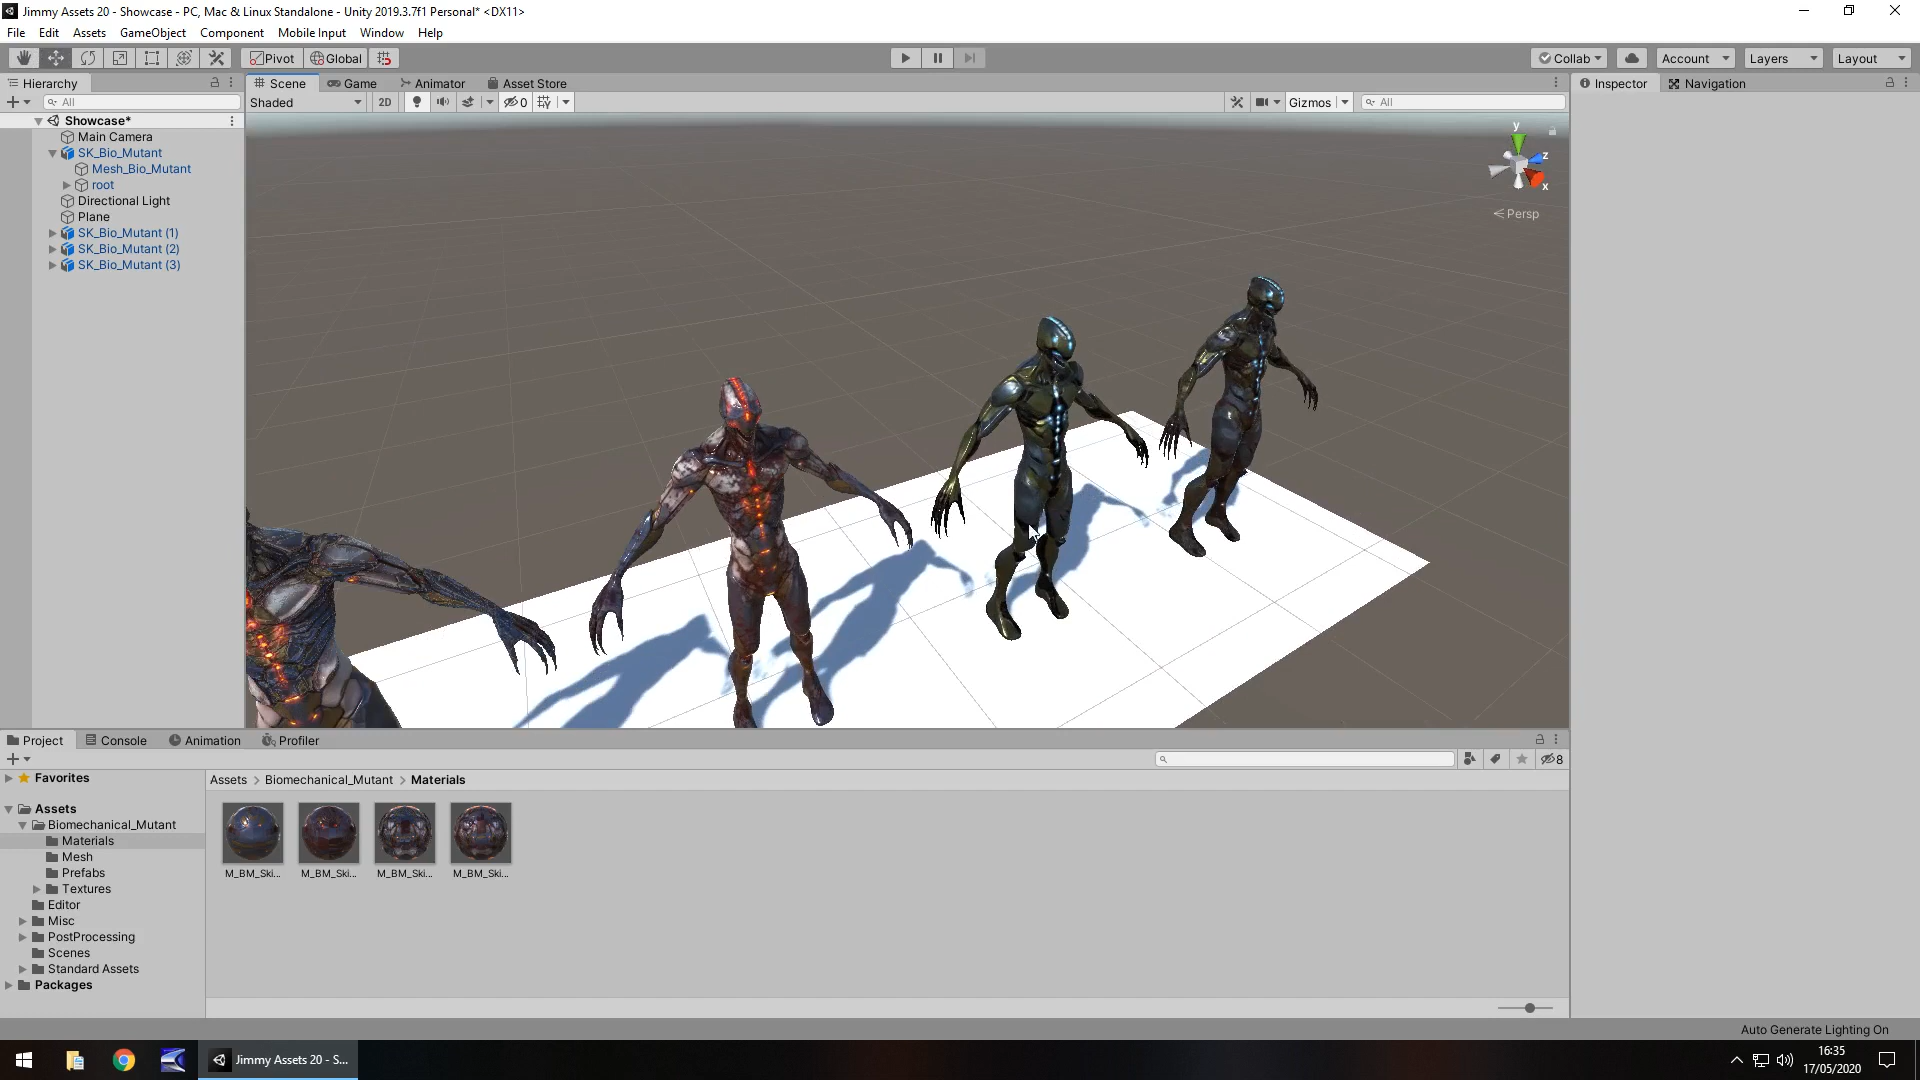 Jimmy Assets 20 - Showcase - PC, Mac & Linux Standalone - Unity 2019.3.7f1 Personal* <DX11>
File Edit Assets GameObject Component Mobile Input Window Help
Pivot Global Collab Account Layers Layout
Hierarchy
All
Showcase*
Main Camera
SK_Bio_Mutant
Mesh_Bio_Mutant
root
Directional Light
Plane
SK_Bio_Mutant (1)
SK_Bio_Mutant (2)
SK_Bio_Mutant (3)
Scene Game Animator Asset Store
Shaded 2D 0 Gizmos All
y
z
x
Persp
Inspector Navigation
Project Console Animation Profiler
8
Favorites
Assets
Biomechanical_Mutant
Materials
Mesh
Prefabs
Textures
Editor
Misc
PostProcessing
Scenes
Standard Assets
Packages
Assets > Biomechanical_Mutant > Materials
M_BM_Ski... M_BM_Ski... M_BM_Ski... M_BM_Ski...
Auto Generate Lighting On
Jimmy Assets 20 - S...
16:35
17/05/2020